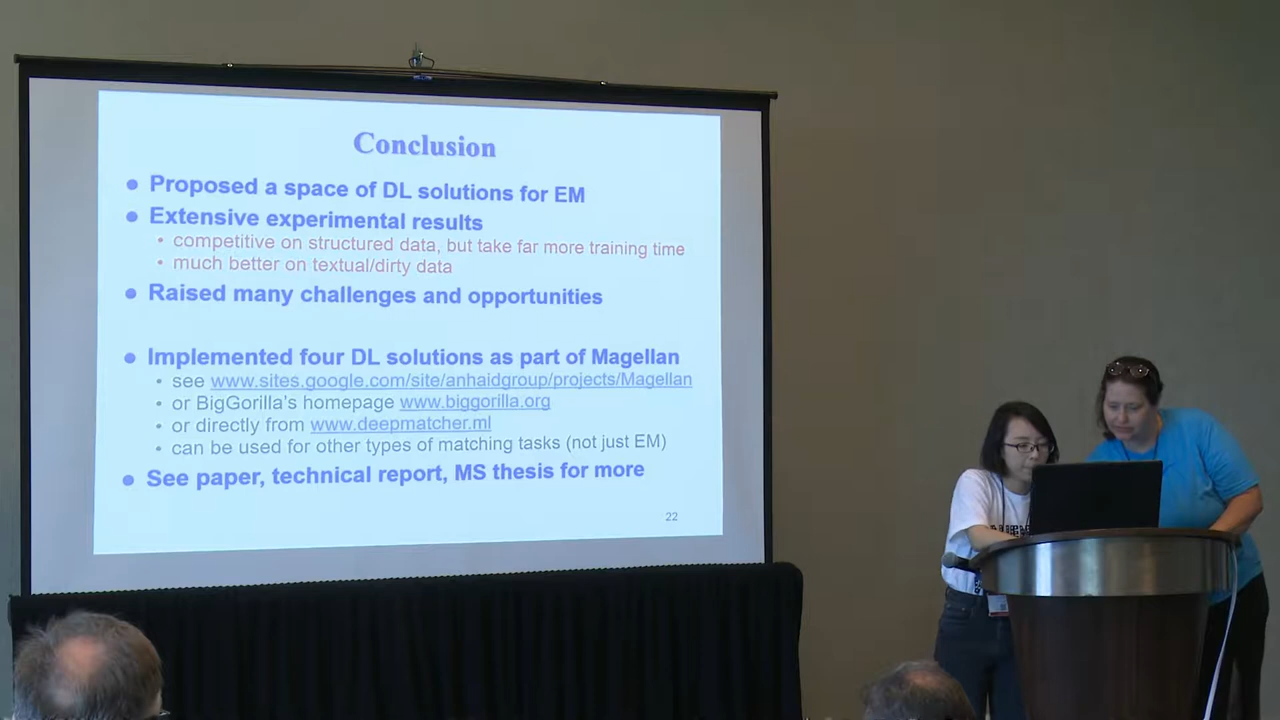 Conclusion
● Proposed a space of DL solutions for EM
● Extensive experimental results
• competitive on structured data, but take far more training time
• much better on textual/dirty data
● Raised many challenges and opportunities
● Implemented four DL solutions as part of Magellan
• see www.sites.google.com/site/anhaidgroup/projects/Magellan
• or BigGorilla's homepage www.biggorilla.org
• or directly from www.deepmatcher.ml
• can be used for other types of matching tasks (not just EM)
● See paper, technical report, MS thesis for more
22